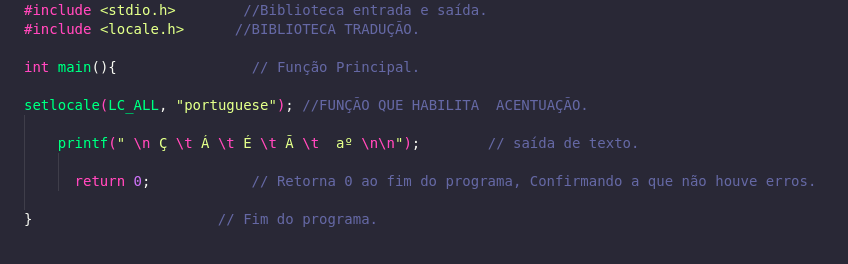 #include <stdio.h> //Biblioteca entrada e saída.
#include <locale.h> //BIBLIOTECA TRADUÇÃO.
int main(){ // Função Principal.
setlocale(LC_ALL, "portuguese"); //FUNÇÃO QUE HABILITA ACENTUAÇÃO.
printf(" \n Ç \t Á \t É \t Ã \t aº \n\n"); // saída de texto.
return 0; // Retorna 0 ao fim do programa, Confirmando a que não houve erros.
} // Fim do programa.